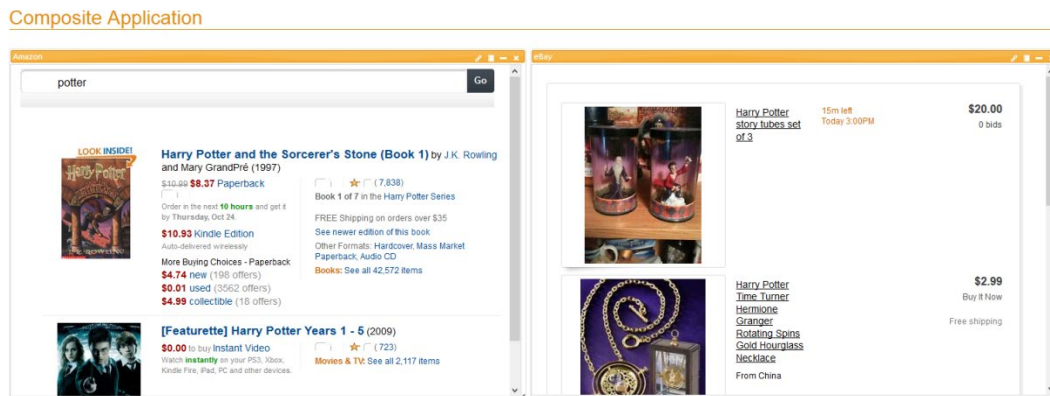 Composite Application
Amazon
potter
Go
LOOK INSIDE!
Harry Potter
J.K. ROWLING
Harry Potter and the Sorcerer's Stone (Book 1) by J.K. Rowling
and Mary GrandPré (1997)
$10.99 $8.37 Paperback
Order in the next 10 hours and get it
by Thursday, Oct 24.
$10.93 Kindle Edition
Auto-delivered wirelessly
More Buying Choices - Paperback
$4.74 new (198 offers)
$0.01 used (3562 offers)
$4.99 collectible (18 offers)
(7,838)
Book 1 of 7 in the Harry Potter Series
FREE Shipping on orders over $35
See newer edition of this book
Other Formats: Hardcover, Mass Market
Paperback, Audio CD
Books: See all 42,572 items
[Featurette] Harry Potter Years 1 - 5 (2009)
$0.00 to buy Instant Video
Watch instantly on your PS3, Xbox,
Kindle Fire, iPad, PC and other devices.
(723)
Movies & TV: See all 2,117 items
eBay
Harry Potter
story tubes set
of 3
15m left
Today 3:00PM
$20.00
0 bids
Harry Potter
Time Turner
Hermione
Granger
Rotating Spins
Gold Hourglass
Necklace
From China
$2.99
Buy It Now
Free shipping